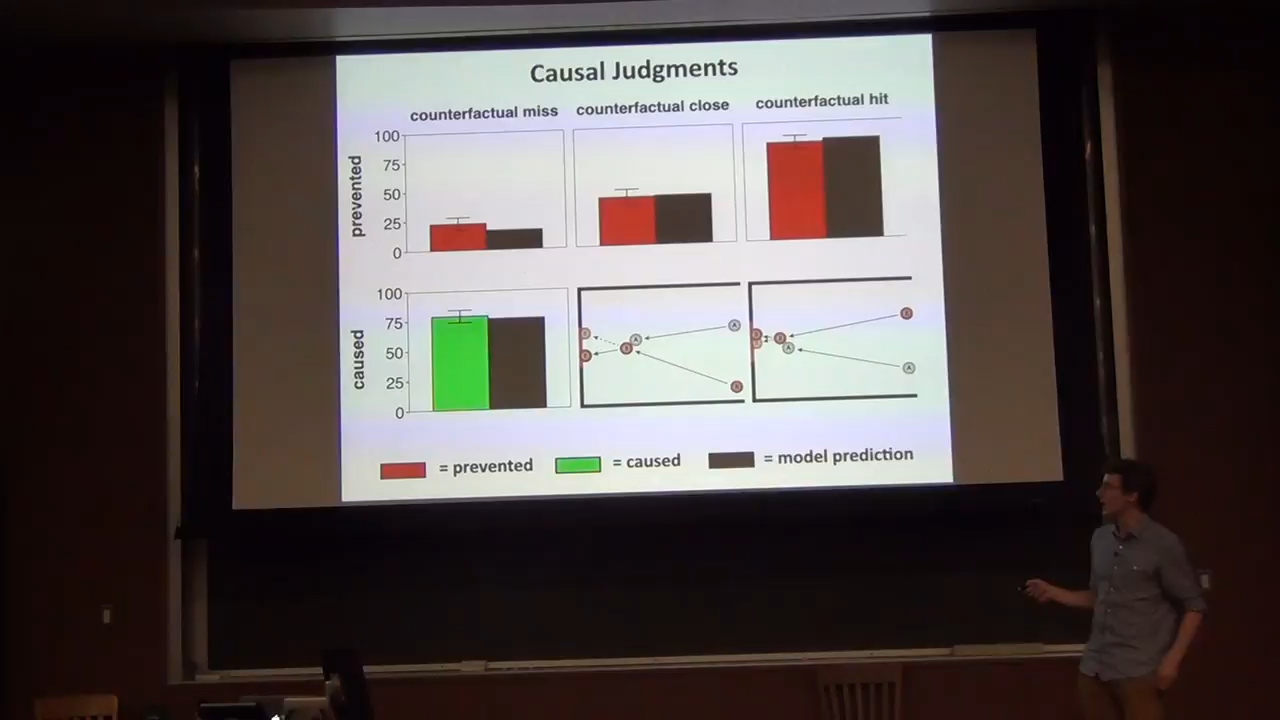 Causal Judgments
counterfactual miss counterfactual close counterfactual hit
prevented
100
75
50
25
0
caused
100
75
50
25
0
A
A
= prevented = caused = model prediction